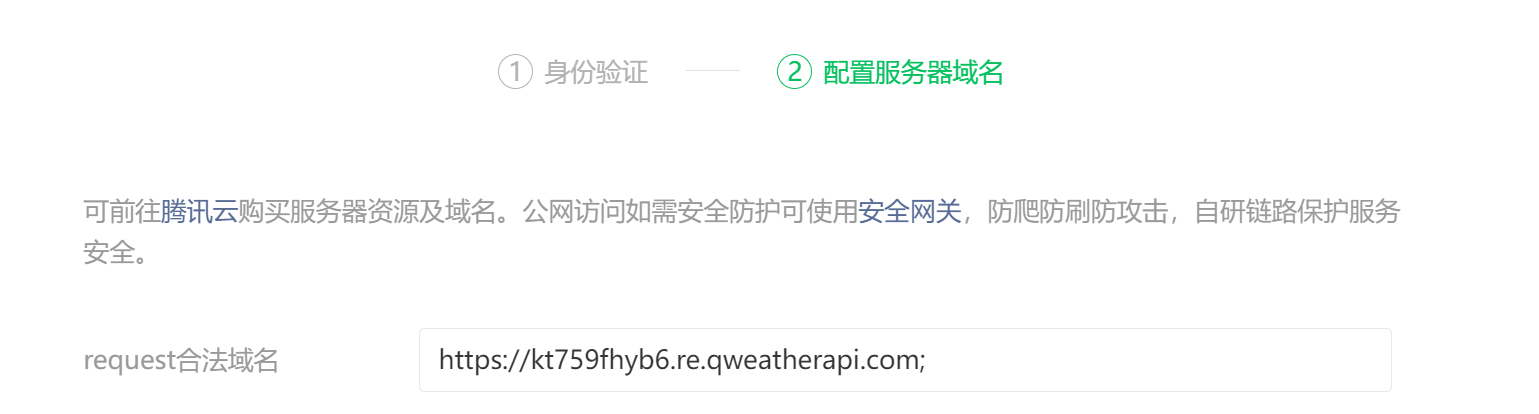 1 身份验证 2 配置服务器域名
可前往腾讯云购买服务器资源及域名。公网访问如需安全防护可使用安全网关，防爬防刷防攻击，自研链路保护服务
安全。
request合法域名 https://kt759fhyb6.re.qweatherapi.com;